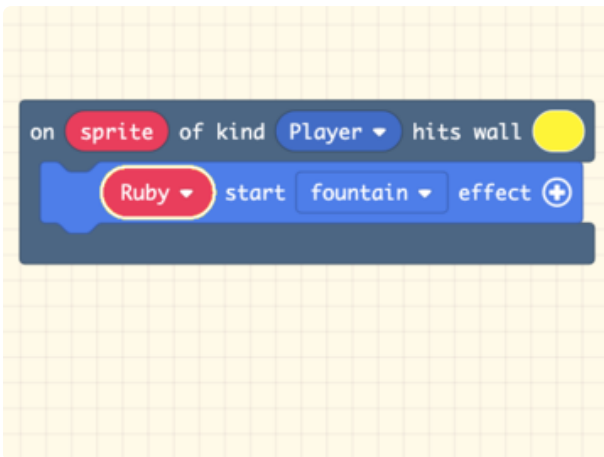 on sprite of kind Player hits wall
Ruby start fountain effect